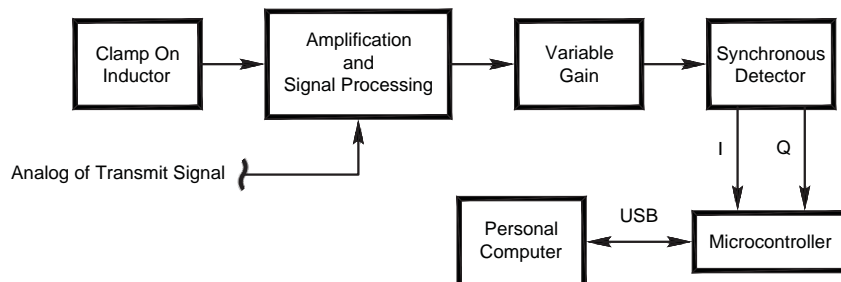 Clamp On
Inductor
Amplification
and
Signal Processing
Variable
Gain
Synchronous
Detector
I
Q
Analog of Transmit Signal
Personal
Computer
USB
Microcontroller